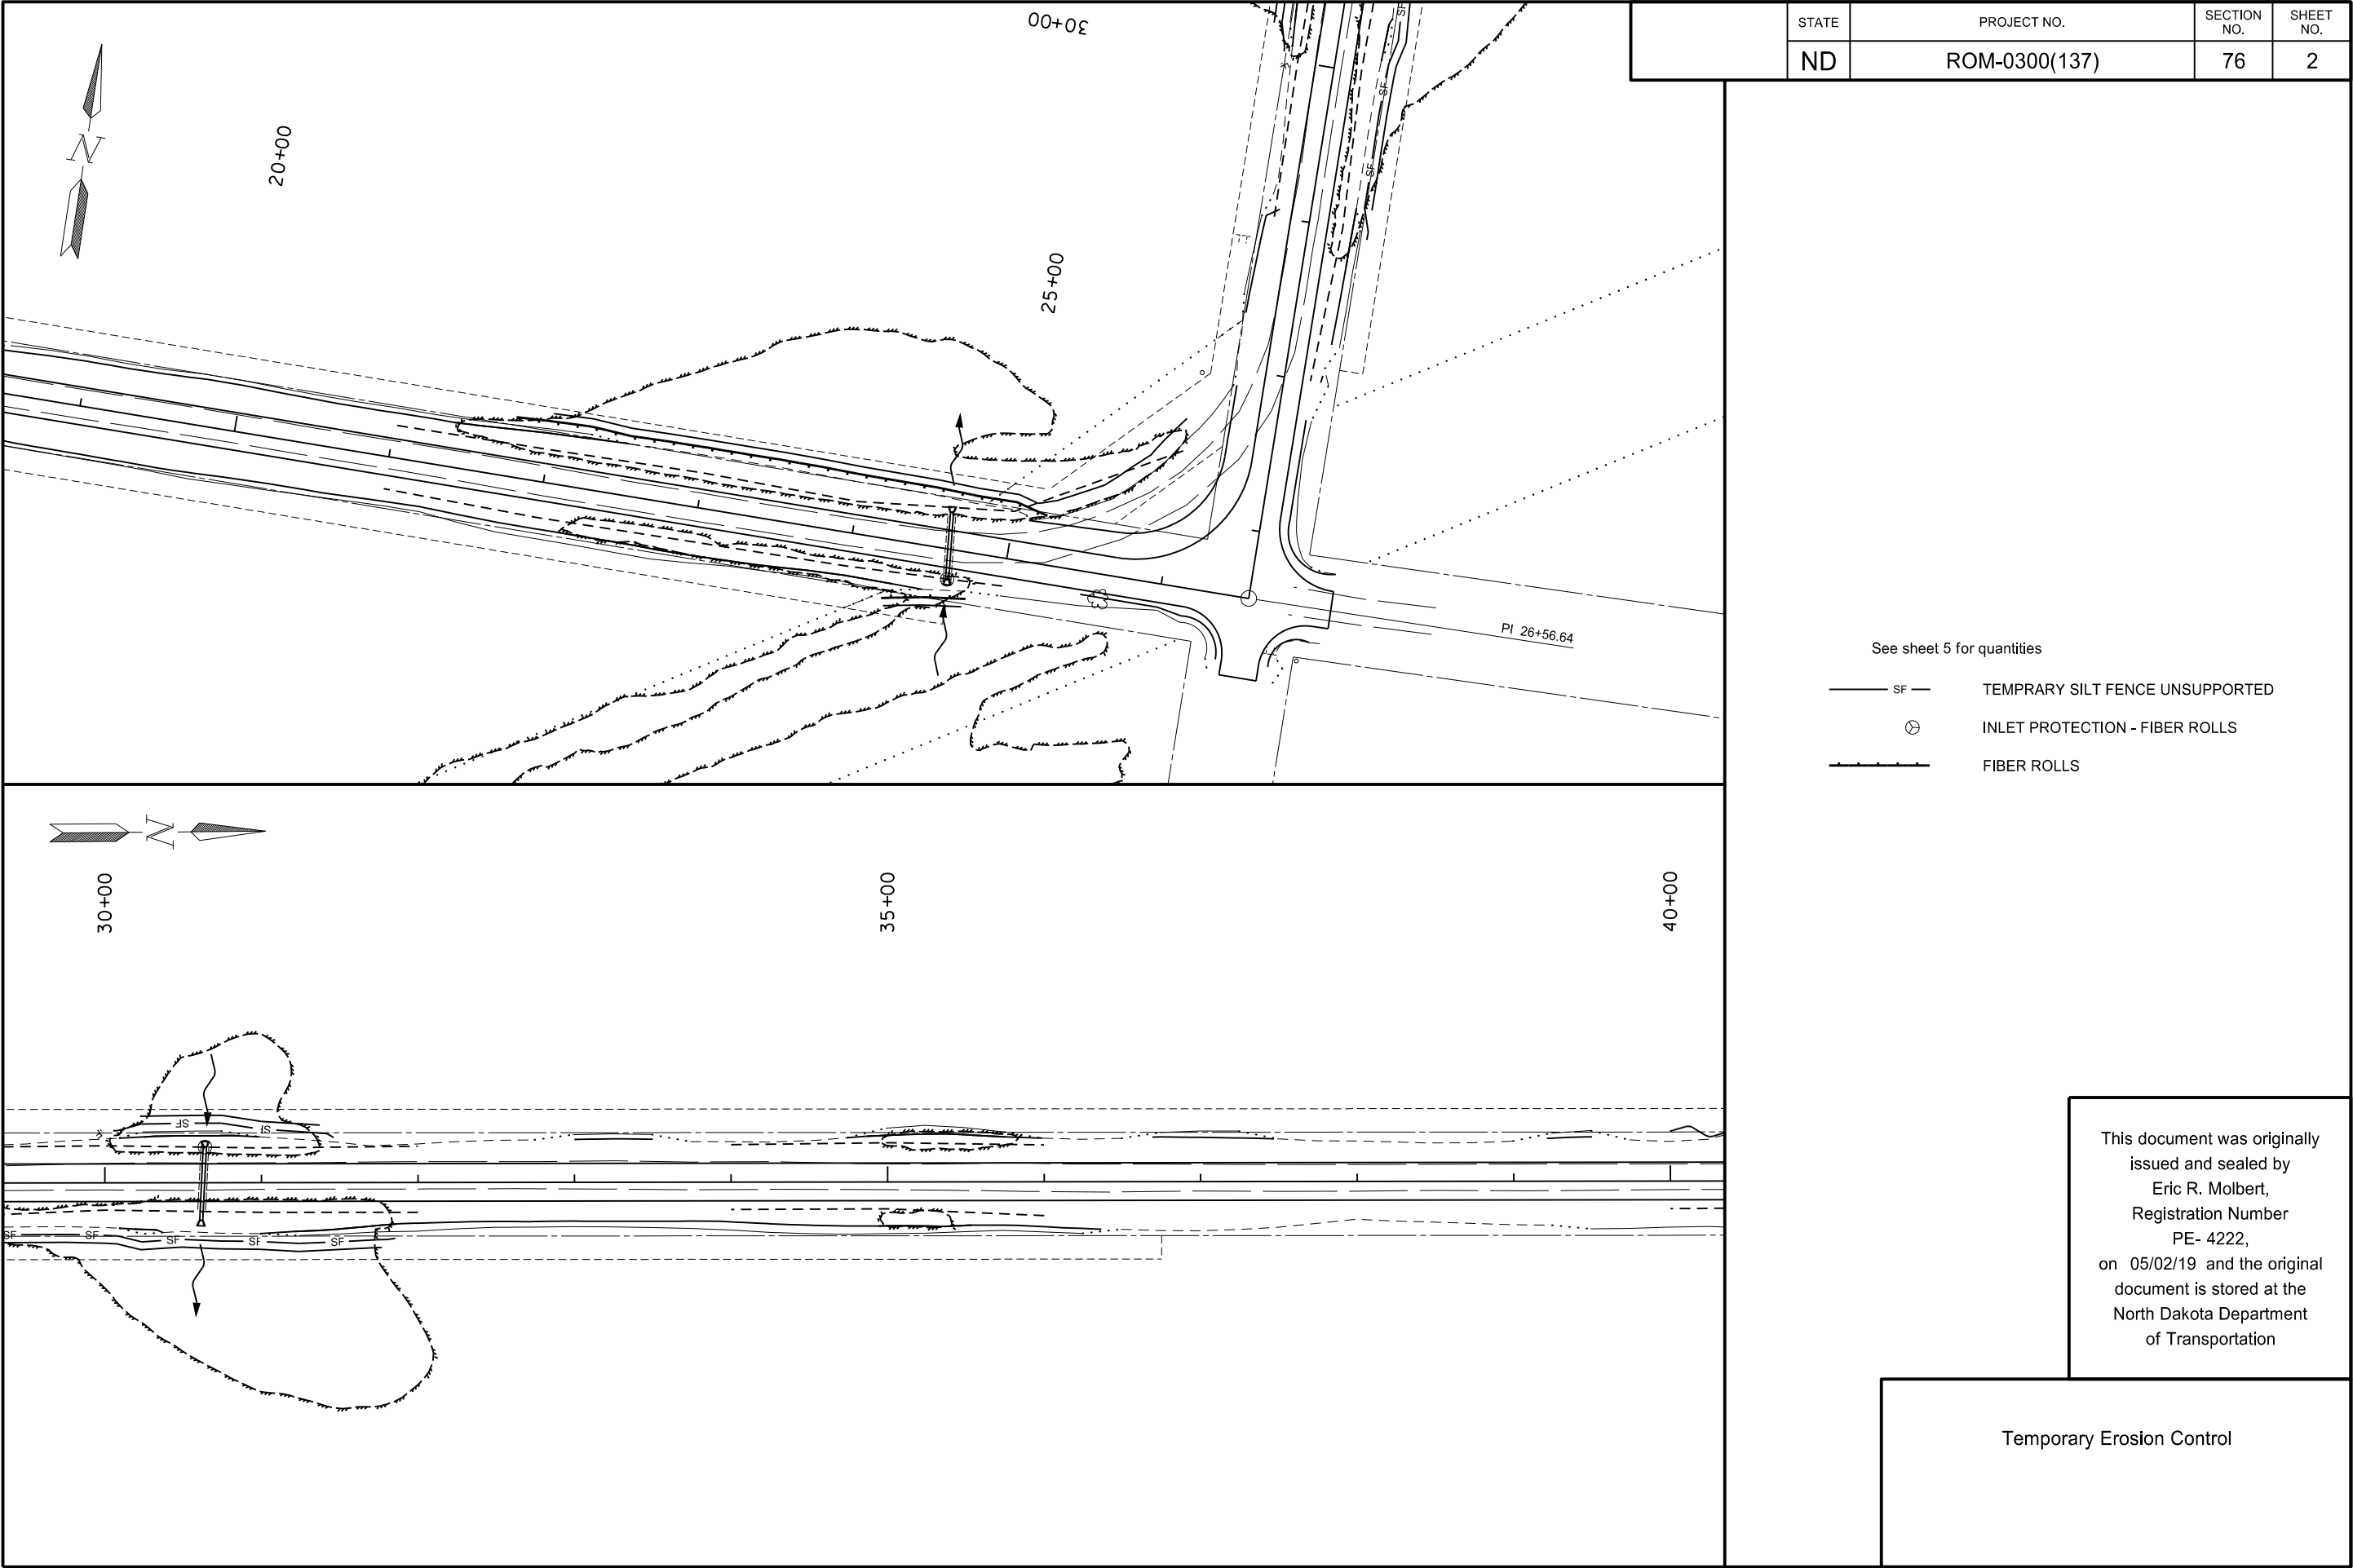 STATE
PROJECT NO.
SECTION NO.
SHEET NO.
ND
ROM-0300(137)
76
2
30+00
N
20+00
25+00
SF
SF
SF
PI 26+56.64
See sheet 5 for quantities
SF
TEMPRARY SILT FENCE UNSUPPORTED
INLET PROTECTION - FIBER ROLLS
FIBER ROLLS
N
30+00
35+00
40+00
SF
SF
SF
SF
SF
SF
SF
This document was originally
issued and sealed by
Eric R. Molbert,
Registration Number
PE- 4222,
on 05/02/19 and the original
document is stored at the
North Dakota Department
of Transportation
Temporary Erosion Control